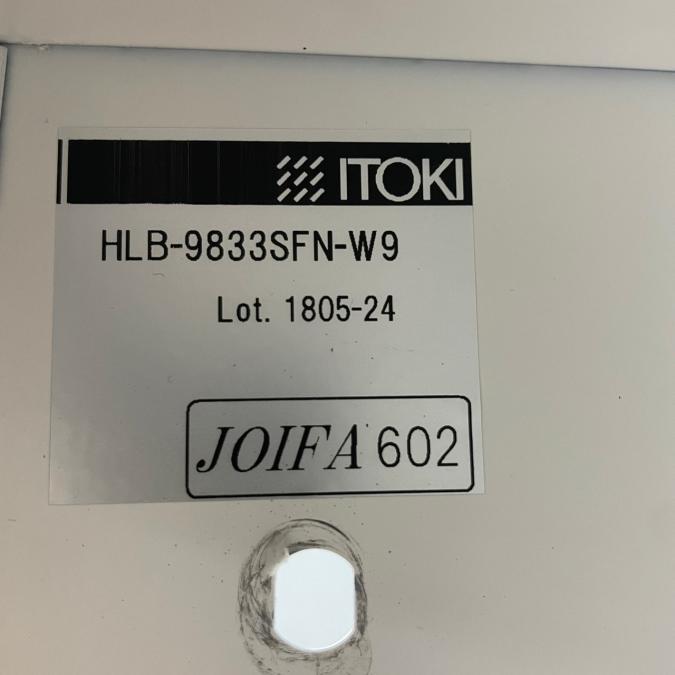 ITOKI
HLB-9833SFN-W9
Lot. 1805-24
JOIFA 602